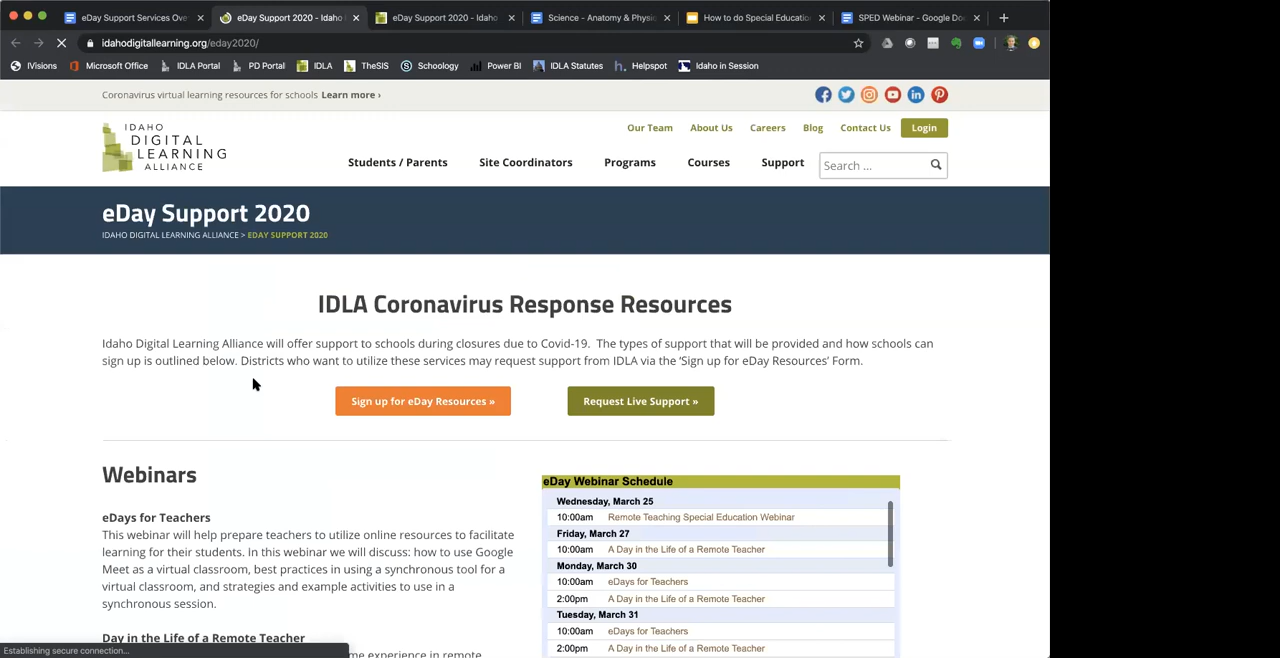 eDay Support Services Ove
eDay Support 2020 - Idaho
eDay Support 2020 - Idaho
Science - Anatomy & Physic
How to do Special Educatio
SPED Webinar - Google Doc
idahodigitallearning.org/eday2020/
IVisions
Microsoft Office
IDLA Portal
PD Portal
IDLA
TheSIS
Schoology
Power BI
IDLA Statutes
Helpspot
Idaho in Session
Coronavirus virtual learning resources for schools Learn more ›
IDAHO
DIGITAL
LEARNING
ALLIANCE
Our Team
About Us
Careers
Blog
Contact Us
Login
Students / Parents
Site Coordinators
Programs
Courses
Support
Search ...
eDay Support 2020
IDAHO DIGITAL LEARNING ALLIANCE > EDAY SUPPORT 2020
IDLA Coronavirus Response Resources
Idaho Digital Learning Alliance will offer support to schools during closures due to Covid-19. The types of support that will be provided and how schools can
sign up is outlined below. Districts who want to utilize these services may request support from IDLA via the ‘Sign up for eDay Resources’ Form.
Sign up for eDay Resources »
Request Live Support »
Webinars
eDays for Teachers
This webinar will help prepare teachers to utilize online resources to facilitate
learning for their students. In this webinar we will discuss: how to use Google
Meet as a virtual classroom, best practices in using a synchronous tool for a
virtual classroom, and strategies and example activities to use in a
synchronous session.
Day in the Life of a Remote Teacher
me experience in remote
eDay Webinar Schedule
Wednesday, March 25
10:00am Remote Teaching Special Education Webinar
Friday, March 27
10:00am A Day in the Life of a Remote Teacher
Monday, March 30
10:00am eDays for Teachers
2:00pm A Day in the Life of a Remote Teacher
Tuesday, March 31
10:00am eDays for Teachers
2:00pm A Day in the Life of a Remote Teacher
Establishing secure connection...